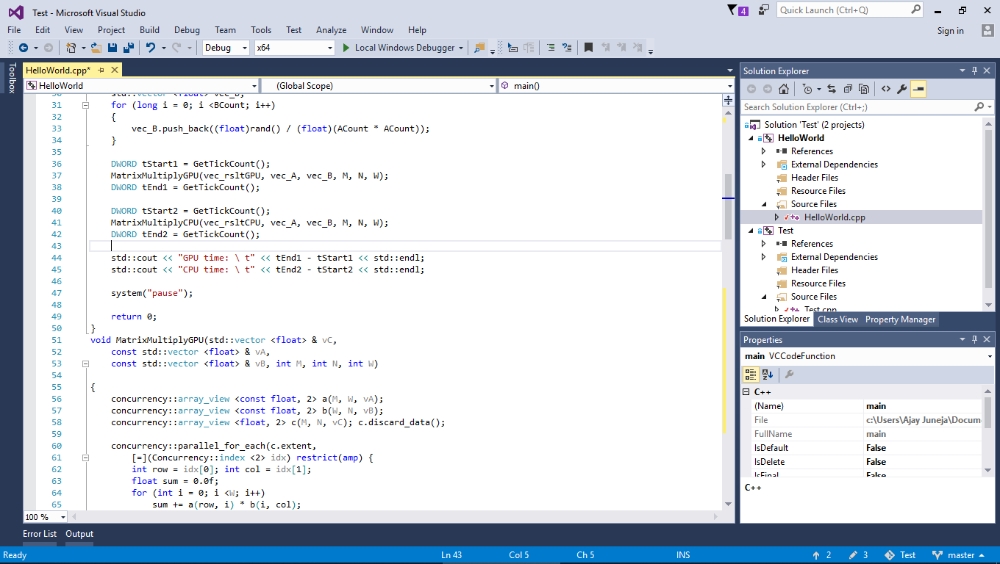 Test - Microsoft Visual Studio
4
Quick Launch (Ctrl+Q)
File Edit View Project Build Debug Team Tools Test Analyze Window Help
Sign in
Debug x64 Local Windows Debugger
Toolbox
HelloWorld.cpp*
HelloWorld (Global Scope) main()
30 std::vector <float> vec_B;
31 for (long i = 0; i <BCount; i++)
32 {
33 vec_B.push_back((float)rand() / (float)(ACount * ACount));
34 }
35
36 DWORD tStart1 = GetTickCount();
37 MatrixMultiplyGPU(vec_rsltGPU, vec_A, vec_B, M, N, W);
38 DWORD tEnd1 = GetTickCount();
39
40 DWORD tStart2 = GetTickCount();
41 MatrixMultiplyCPU(vec_rsltCPU, vec_A, vec_B, M, N, W);
42 DWORD tEnd2 = GetTickCount();
43
44 std::cout << "GPU time: \ t" << tEnd1 - tStart1 << std::endl;
45 std::cout << "CPU time: \ t" << tEnd2 - tStart2 << std::endl;
46
47 system("pause");
48
49 return 0;
50 }
51 void MatrixMultiplyGPU(std::vector <float> & vC,
52 const std::vector <float> & vA,
53 const std::vector <float> & vB, int M, int N, int W)
54
55 {
56 concurrency::array_view <const float, 2> a(M, W, vA);
57 concurrency::array_view <const float, 2> b(W, N, vB);
58 concurrency::array_view <float, 2> c(M, N, vC); c.discard_data();
59
60 concurrency::parallel_for_each(c.extent,
61 [=](Concurrency::index <2> idx) restrict(amp) {
62 int row = idx[0]; int col = idx[1];
63 float sum = 0.0f;
64 for (int i = 0; i <W; i++)
65 sum += a(row, i) * b(i, col);
100 %
Solution Explorer
Search Solution Explorer (Ctrl+;)
Solution 'Test' (2 projects)
HelloWorld
References
External Dependencies
Header Files
Resource Files
Source Files
HelloWorld.cpp
Test
References
External Dependencies
Header Files
Resource Files
Source Files
Test.cpp
Solution Explorer Class View Property Manager
Properties
main VCCodeFunction
C++
(Name) main
File c:\Users\Ajay Juneja\Docum
FullName main
IsDefault False
IsDelete False
IsFinal False
C++
Error List Output
Ready Ln 43 Col 5 Ch 5 INS 2 3 Test master